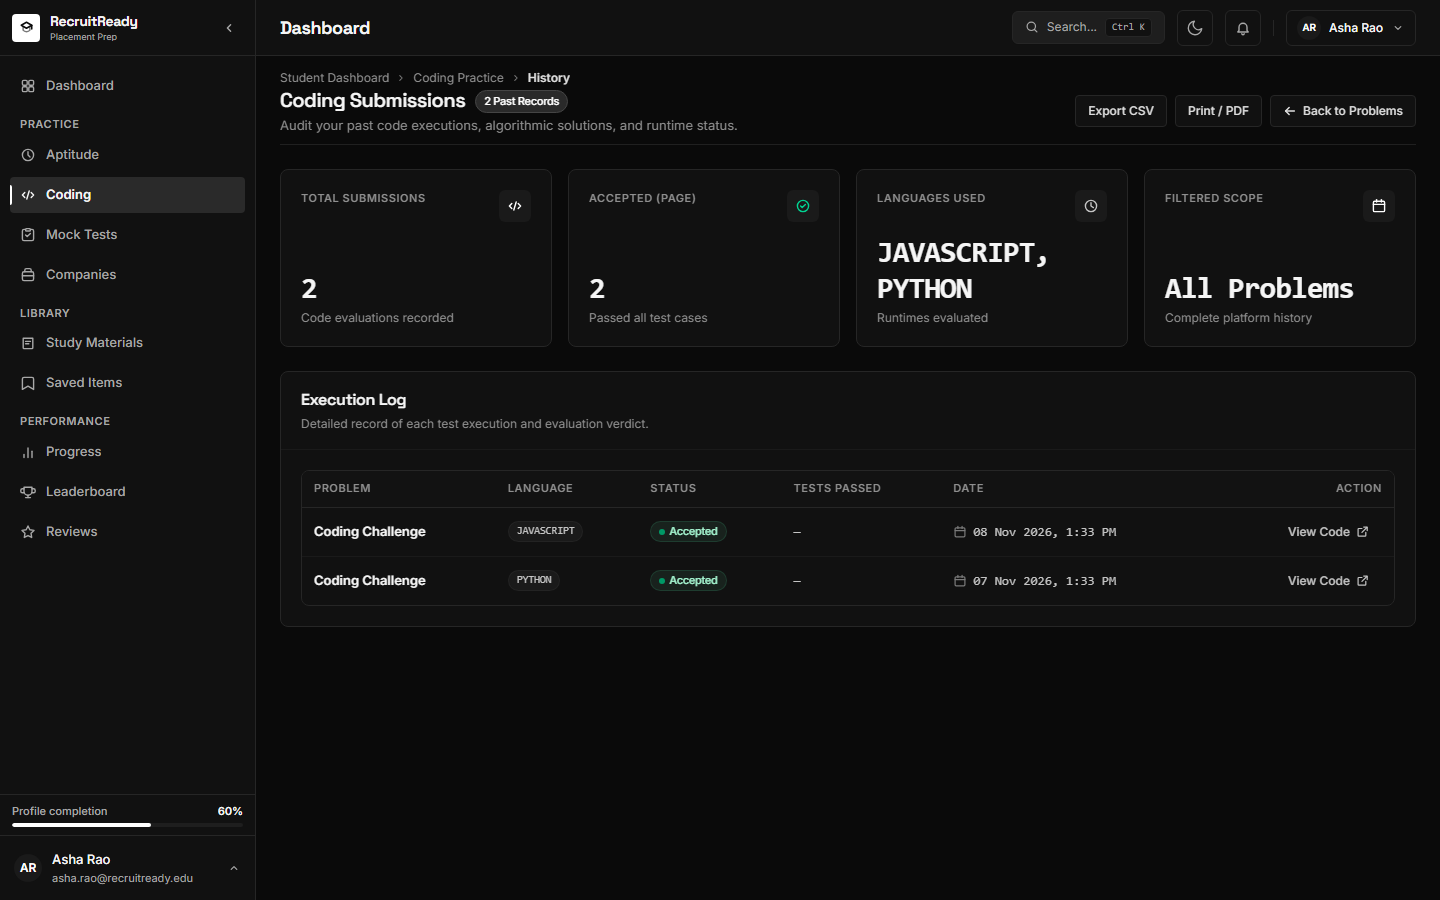 RecruitReady
Placement Prep
Dashboard
PRACTICE
Aptitude
Coding
Mock Tests
Companies
LIBRARY
Study Materials
Saved Items
PERFORMANCE
Progress
Leaderboard
Reviews
Profile completion 60%
AR Asha Rao
asha.rao@recruitready.edu
Dashboard
Search... Ctrl K
AR Asha Rao
Student Dashboard › Coding Practice › History
Coding Submissions 2 Past Records
Audit your past code executions, algorithmic solutions, and runtime status.
Export CSV Print / PDF ← Back to Problems
TOTAL SUBMISSIONS
2
Code evaluations recorded
ACCEPTED (PAGE)
2
Passed all test cases
LANGUAGES USED
JAVASCRIPT,
PYTHON
Runtimes evaluated
FILTERED SCOPE
All Problems
Complete platform history
Execution Log
Detailed record of each test execution and evaluation verdict.
PROBLEM LANGUAGE STATUS TESTS PASSED DATE ACTION
Coding Challenge JAVASCRIPT Accepted — 08 Nov 2026, 1:33 PM View Code
Coding Challenge PYTHON Accepted — 07 Nov 2026, 1:33 PM View Code